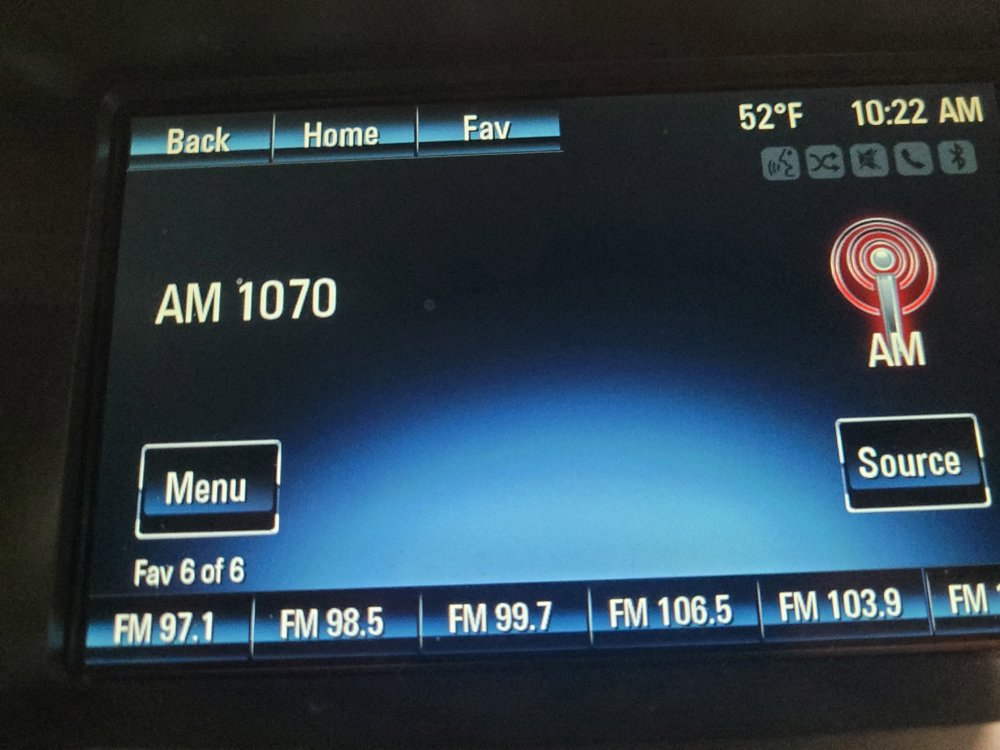 Back Home Fav 52°F 10:22 AM
AM 1070
AM
Menu Source
Fav 6 of 6
FM 97.1 FM 98.5 FM 99.7 FM 106.5 FM 103.9 FM